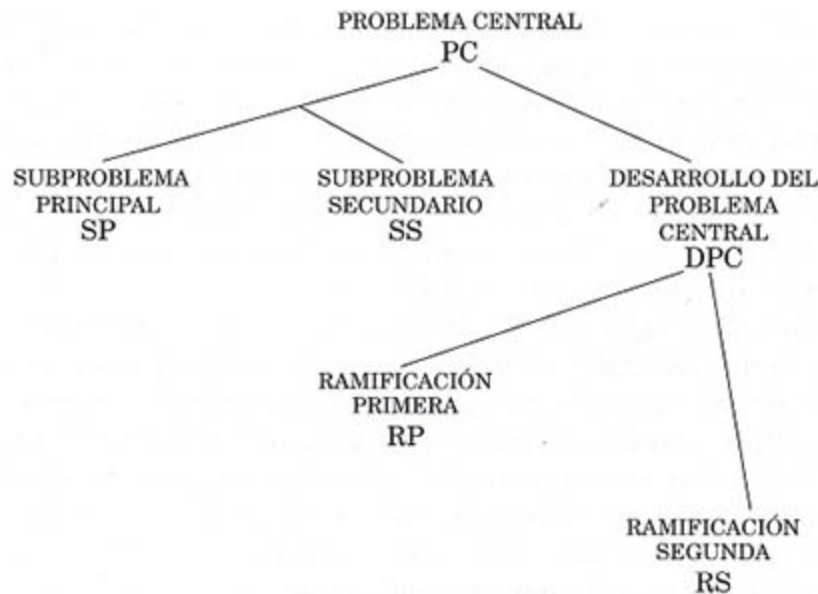 PROBLEMA CENTRAL
PC
SUBPROBLEMA
PRINCIPAL
SP
SUBPROBLEMA
SECUNDARIO
SS
DESARROLLO DEL
PROBLEMA
CENTRAL
DPC
RAMIFICACIÓN
PRIMERA
RP
RAMIFICACIÓN
SEGUNDA
RS